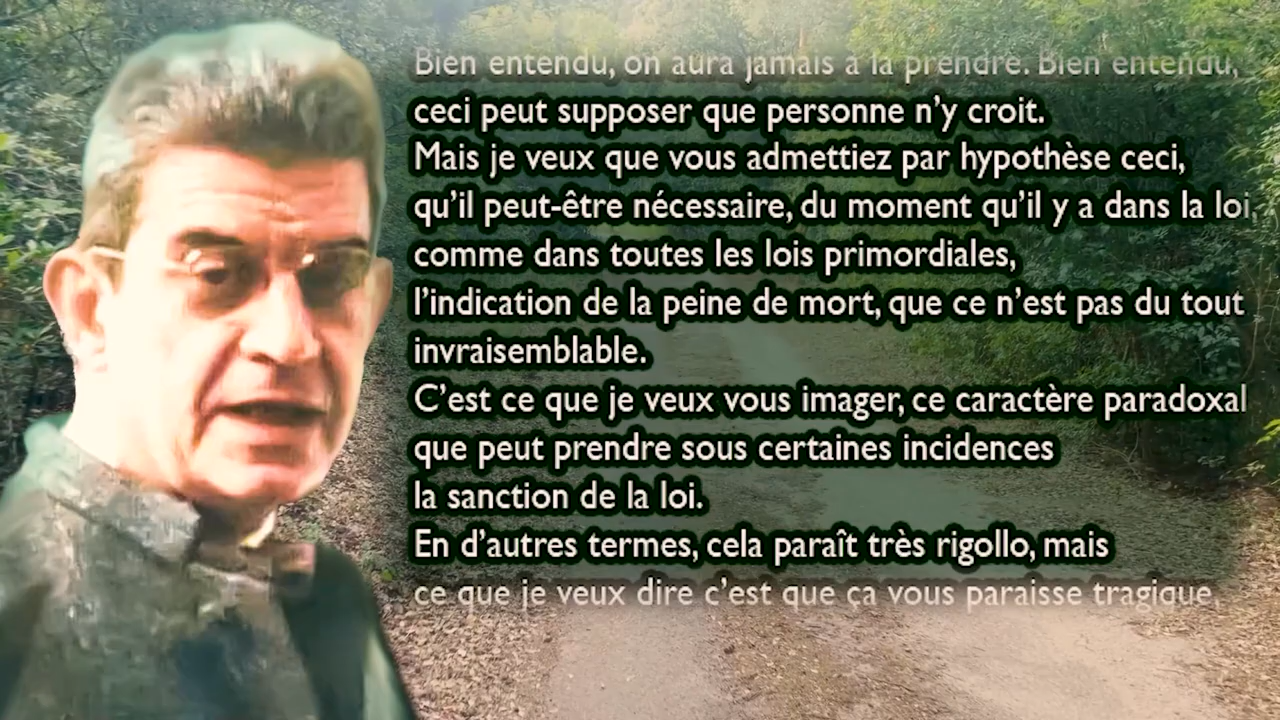 Bien entendu, on aura jamais à la prendre. Bien entendu,
ceci peut supposer que personne n’y croit.
Mais je veux que vous admettiez par hypothèse ceci,
qu’il peut-être nécessaire, du moment qu’il y a dans la loi,
comme dans toutes les lois primordiales,
l’indication de la peine de mort, que ce n’est pas du tout
invraisemblable.
C’est ce que je veux vous imager, ce caractère paradoxal
que peut prendre sous certaines incidences
la sanction de la loi.
En d’autres termes, cela paraît très rigollo, mais
ce que je veux dire c’est que ça vous paraisse tragique,